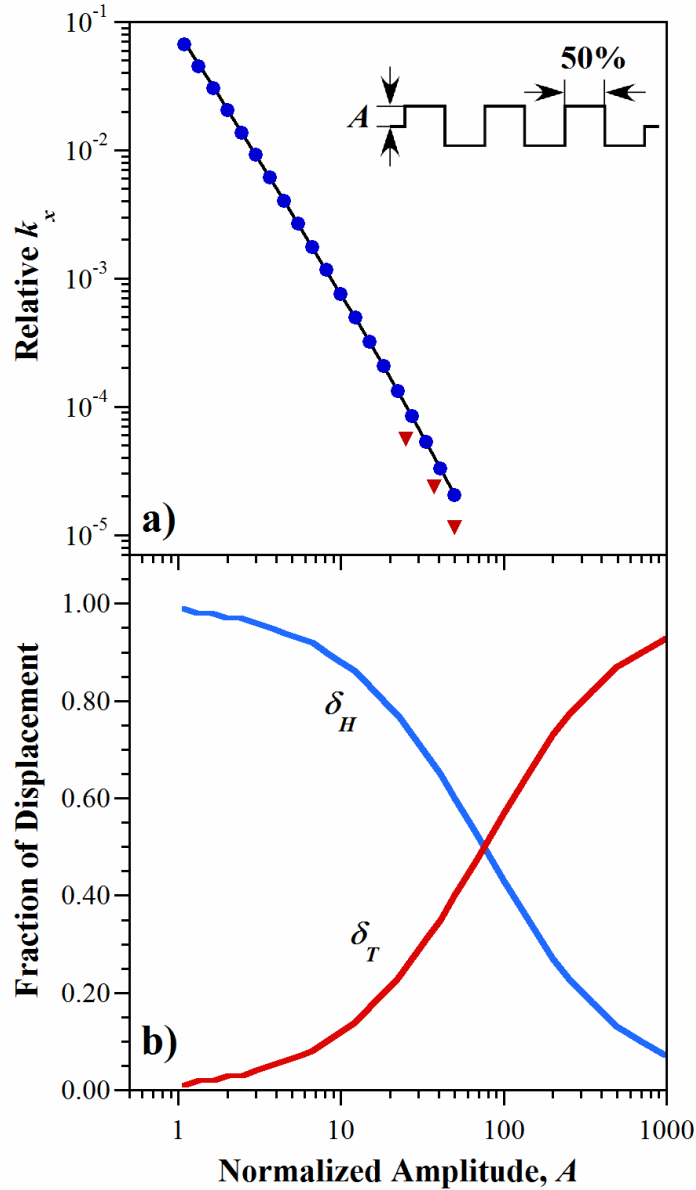 10⁻¹
50%
A
10⁻²
10⁻³
10⁻⁴
10⁻⁵
Relative kₓ
a)
1.00
0.80
0.60
0.40
0.20
0.00
Fraction of Displacement
δ_H
δ_T
b)
1
10
100
1000
Normalized Amplitude, A